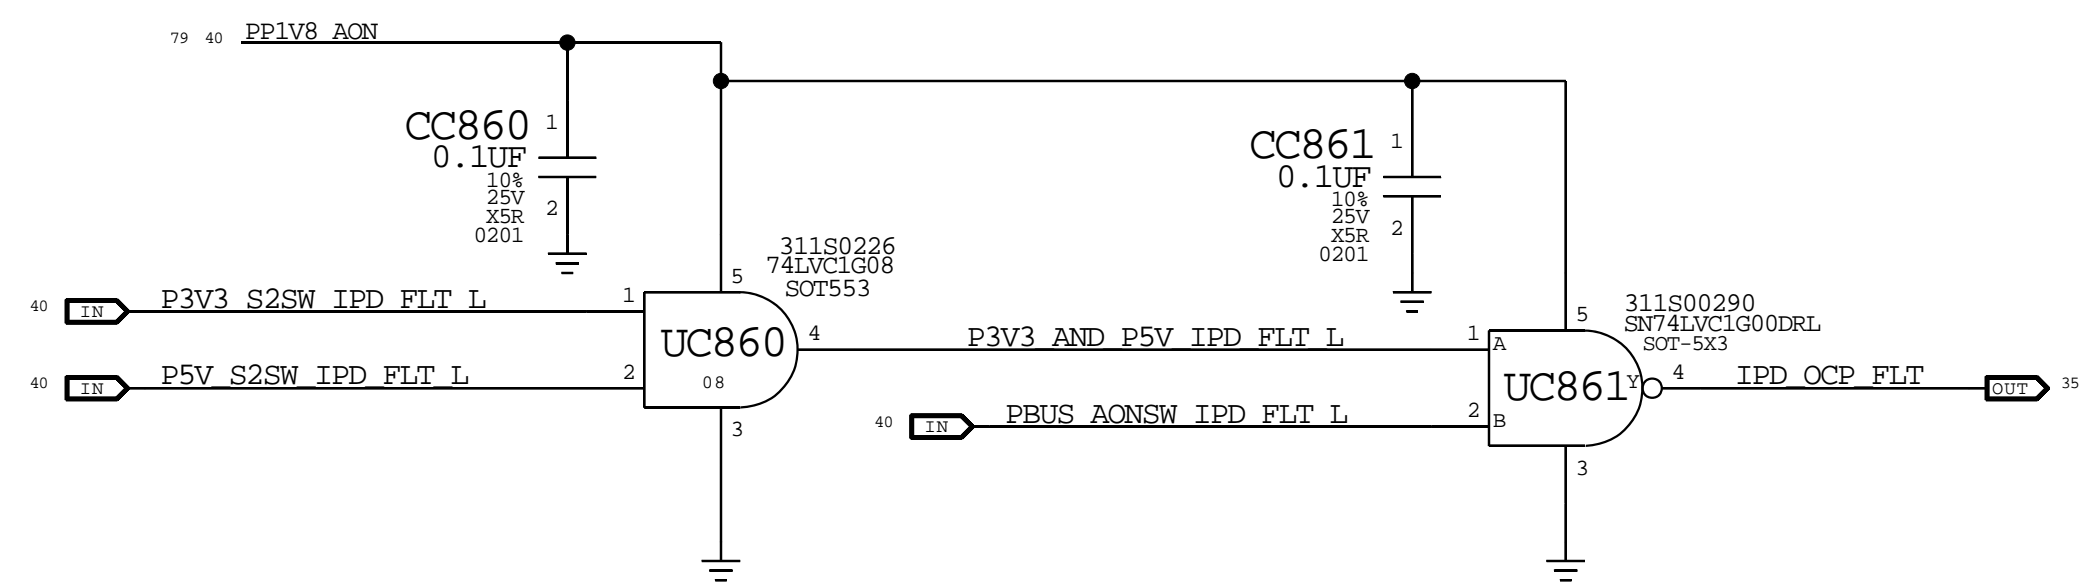 79 40 PP1V8_AON
CC860 1
0.1UF
10%
25V
X5R
0201
2
CC861 1
0.1UF
10%
25V
X5R
0201
2
311S0226
74LVC1G08
SOT553
5
40 IN P3V3_S2SW_IPD_FLT_L 1
UC860
08
4 P3V3_AND_P5V_IPD_FLT_L 1 A
40 IN P5V_S2SW_IPD_FLT_L 2
3
311S00290
SN74LVC1G00DRL
SOT-5X3
5
UC861 Y 4 IPD_OCP_FLT OUT 35
40 IN PBUS_AONSW_IPD_FLT_L 2 B
3